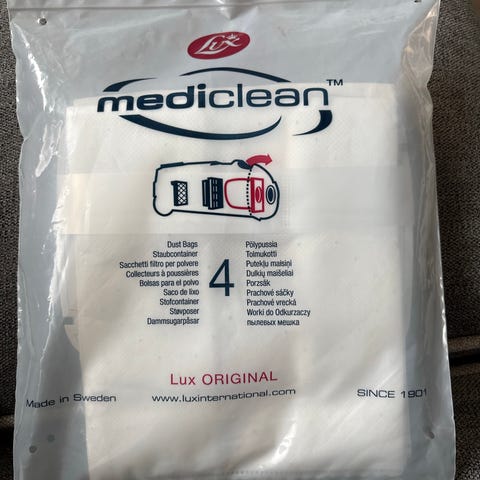 Lux
mediclean™
Dust Bags
Staubcontainer
Sacchetti filtro per polvere
Collecteurs à poussières
Bolsas para el polvo
Saco de lixo
Stofcontainer
Støvposer
Dammsugarpåsar
4
Pölypussia
Tolmukotti
Putekļu maisiņi
Dulkių maišeliai
Porzsák
Prachové sáčky
Prachové vrecká
Worki do Odkurzaczy
пылевых мешка
Lux ORIGINAL
Made in Sweden
www.luxinternational.com
SINCE 1901